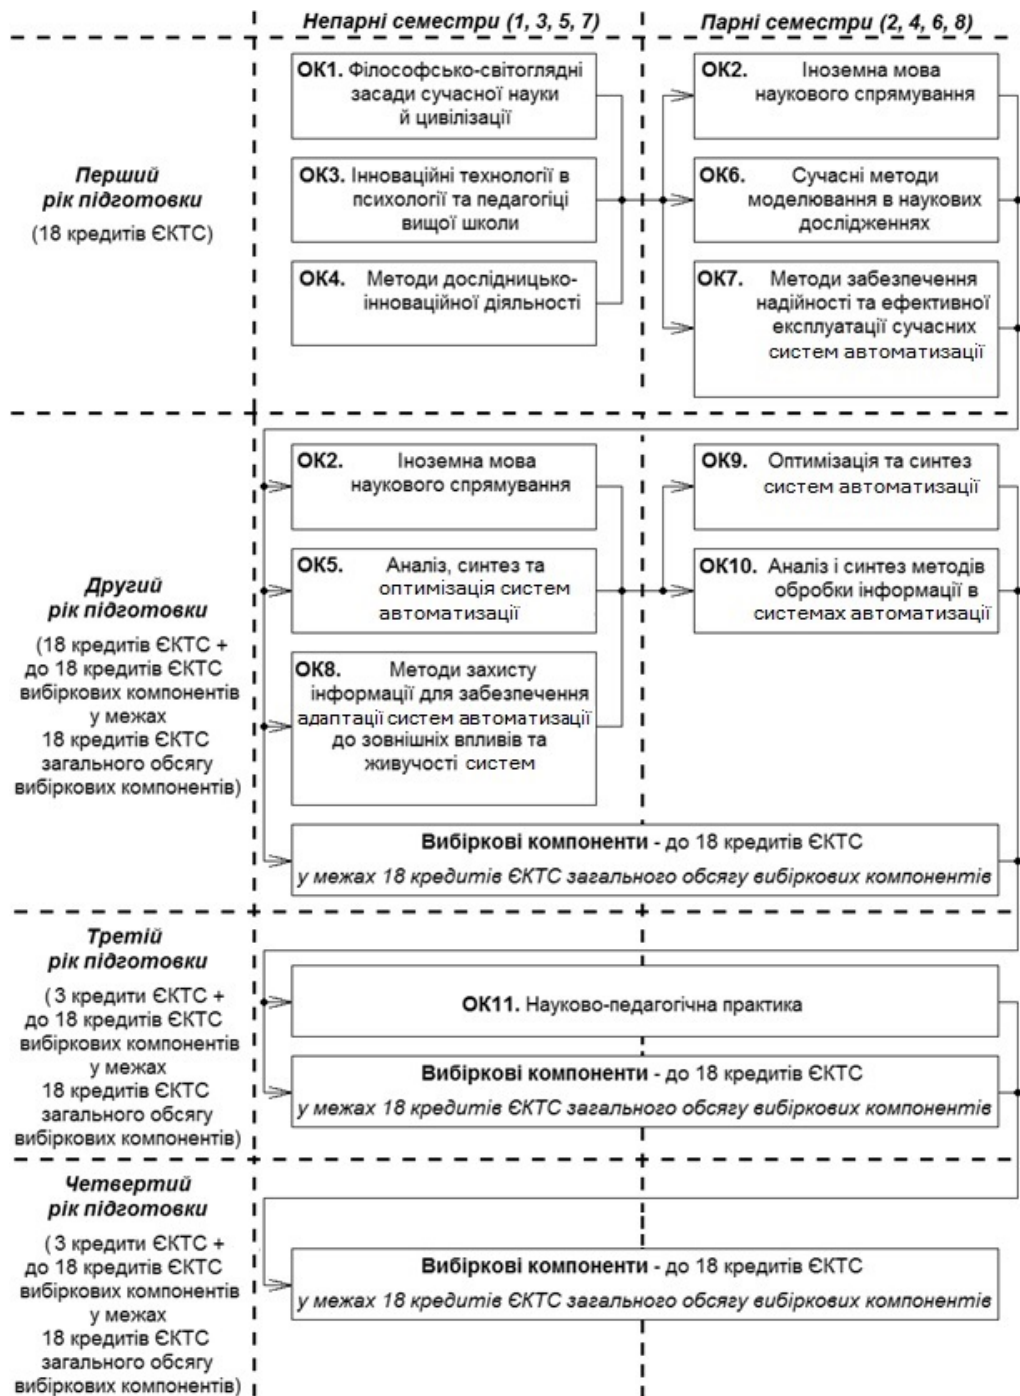 Непарні семестри (1, 3, 5, 7)
Парні семестри (2, 4, 6, 8)
Перший
рік підготовки
(18 кредитів ЄКТС)
ОК1. Філософсько-світоглядні
засади сучасної науки
й цивілізації
ОК2. Іноземна мова
наукового спрямування
ОК3. Інноваційні технології в
психології та педагогіці
вищої школи
ОК6. Сучасні методи
моделювання в наукових
дослідженнях
ОК4. Методи дослідницько-
інноваційної діяльності
ОК7. Методи забезпечення
надійності та ефективної
експлуатації сучасних
систем автоматизації
Другий
рік підготовки
(18 кредитів ЄКТС +
до 18 кредитів ЄКТС
вибіркових компонентів
у межах
18 кредитів ЄКТС
загального обсягу
вибіркових компонентів)
ОК2. Іноземна мова
наукового спрямування
ОК9. Оптимізація та синтез
систем автоматизації
ОК5. Аналіз, синтез та
оптимізація систем
автоматизації
ОК10. Аналіз і синтез методів
обробки інформації в
системах автоматизації
ОК8. Методи захисту
інформації для забезпечення
адаптації систем автоматизації
до зовнішніх впливів та
живучості систем
Вибіркові компоненти - до 18 кредитів ЄКТС
у межах 18 кредитів ЄКТС загального обсягу вибіркових компонентів
Третій
рік підготовки
(3 кредити ЄКТС +
до 18 кредитів ЄКТС
вибіркових компонентів
у межах
18 кредитів ЄКТС
загального обсягу
вибіркових компонентів)
ОК11. Науково-педагогічна практика
Вибіркові компоненти - до 18 кредитів ЄКТС
у межах 18 кредитів ЄКТС загального обсягу вибіркових компонентів
Четвертий
рік підготовки
(3 кредити ЄКТС +
до 18 кредитів ЄКТС
вибіркових компонентів
у межах
18 кредитів ЄКТС
загального обсягу
вибіркових компонентів)
Вибіркові компоненти - до 18 кредитів ЄКТС
у межах 18 кредитів ЄКТС загального обсягу вибіркових компонентів